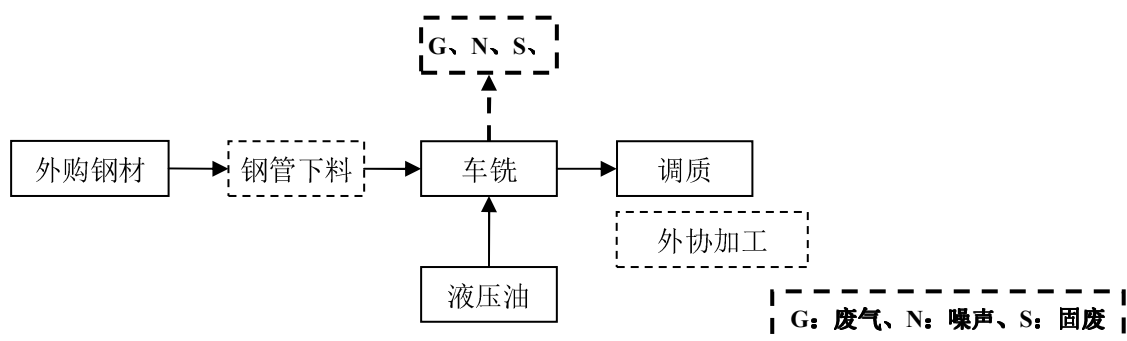 G、N、S、
外购钢材
钢管下料
车铣
调质
外协加工
液压油
G：废气、N：噪声、S：固废